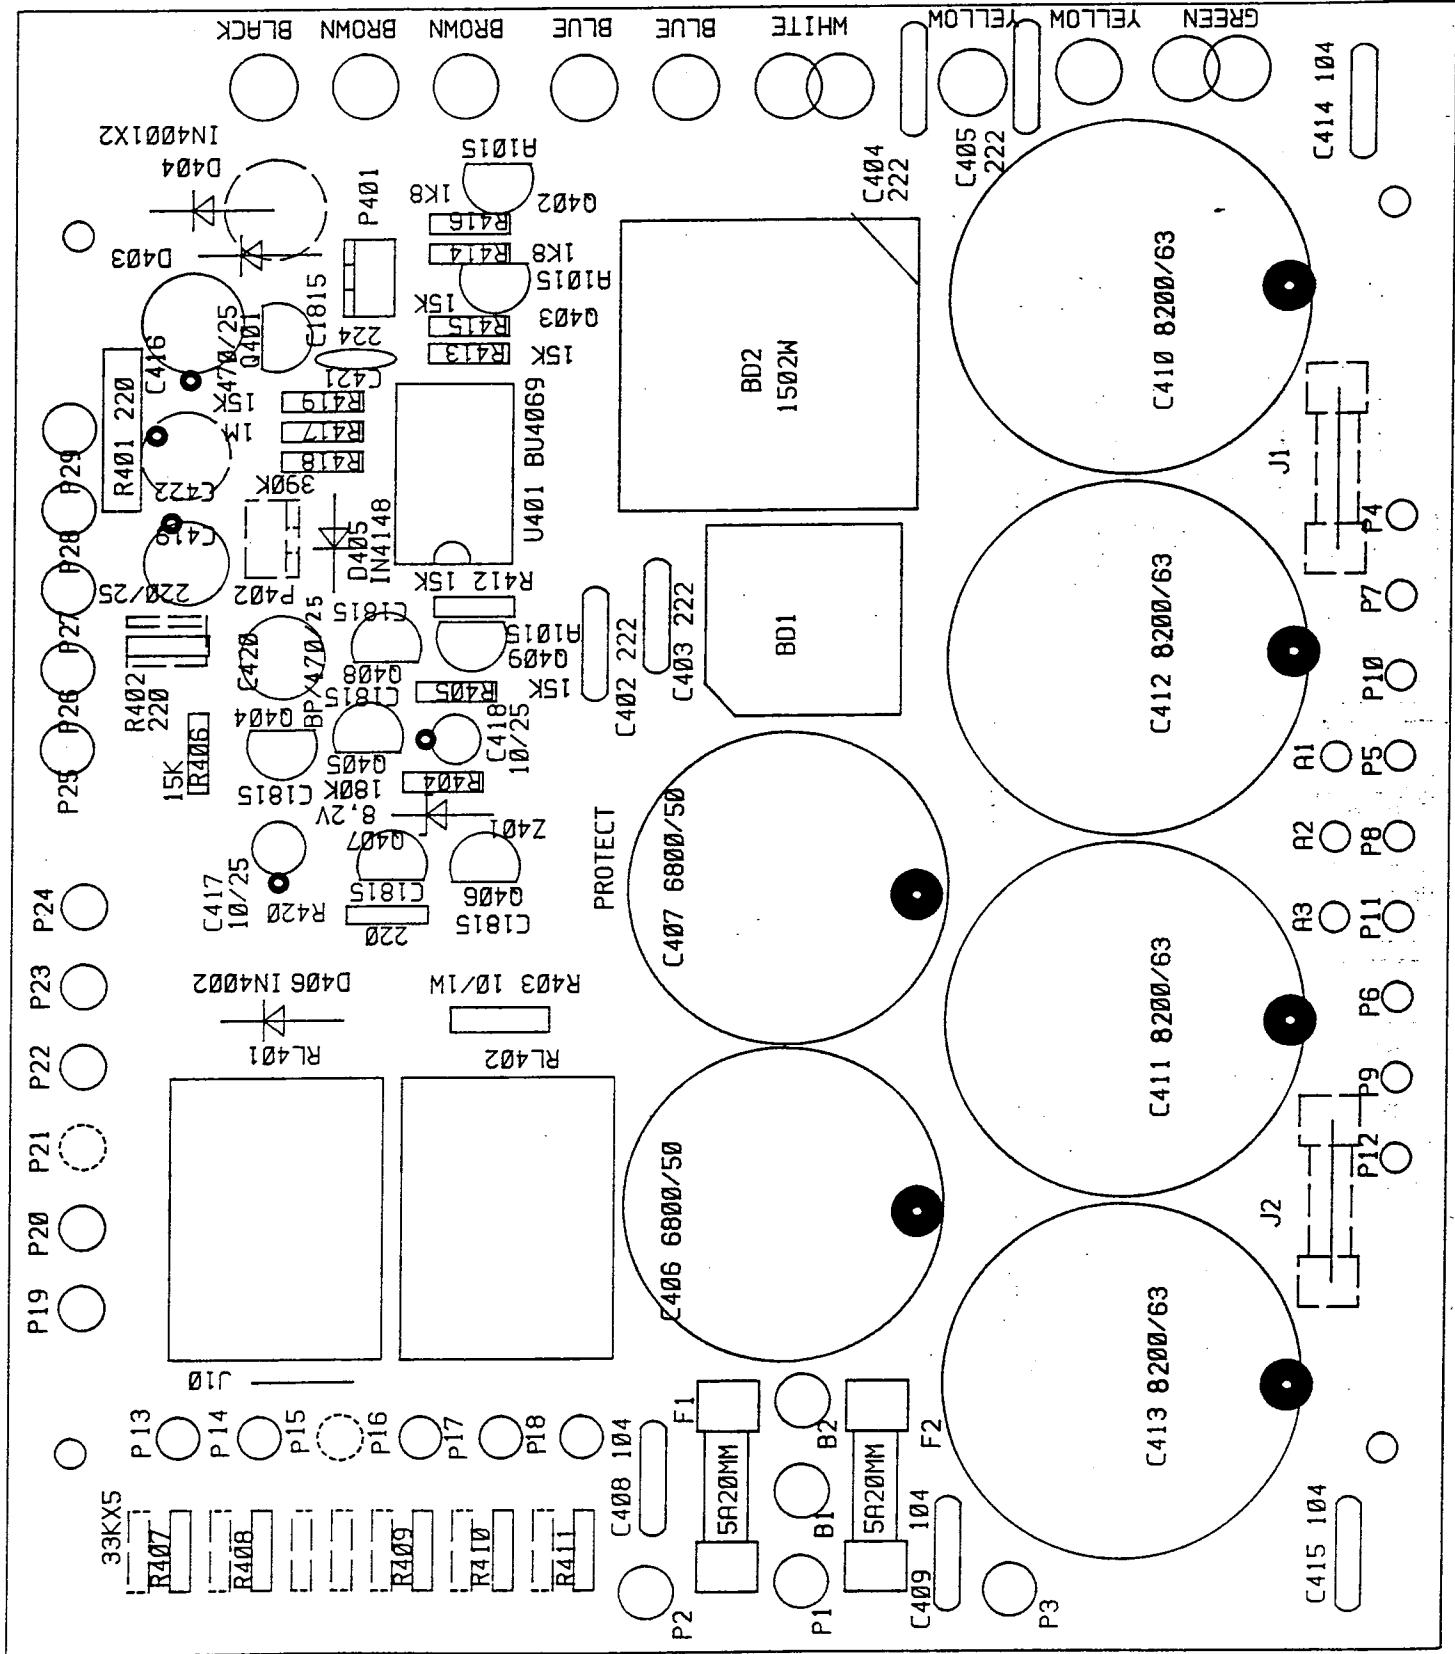 BLACK
BROWN
BROWN
BLUE
BLUE
WHITE
YELLOW
YELLOW
GREEN
IN4001X2
D404
D403
P401
A1015
1K8
Q402
R416
R414
1K8
A1015
15K
Q403
R415
R413
15K
C404
222
C405
222
C414 104
C416
470/25
Q401
C1815
224
C421
R401 220
15K
R419
1M
R417
R418
390K
U401 BU4069
BD2
1502W
C410 8200/63
J1
P29
P28
P27
P26
P25
C422
C419
220/25
P402
D405
IN4148
R412 15K
R402
220
C420
BP/470/25
C1815
Q408
A1015
Q409
R405
15K
C402 222
C403 222
BD1
C412 8200/63
P4
P7
P10
A1
P5
A2
P8
A3
P11
P6
P9
P12
15K
R406
Q404
C1815
C1815
Q405
180K
C418
10/25
R404
8,2V
Z401
Q407
C1815
Q406
C1815
C417
10/25
R420
220
PROTECT
C407 6800/50
P24
P23
P22
P21
P20
P19
D406 IN4002
R403 10/1W
RL401
RL402
C406 6800/50
C411 8200/63
J2
J10
P13
P14
P15
P16
P17
P18
33KX5
R407
R408
R409
R410
R411
C408 104
F1
5A20MM
B2
B1
F2
5A20MM
C409 104
P2
P1
P3
C413 8200/63
C415 104